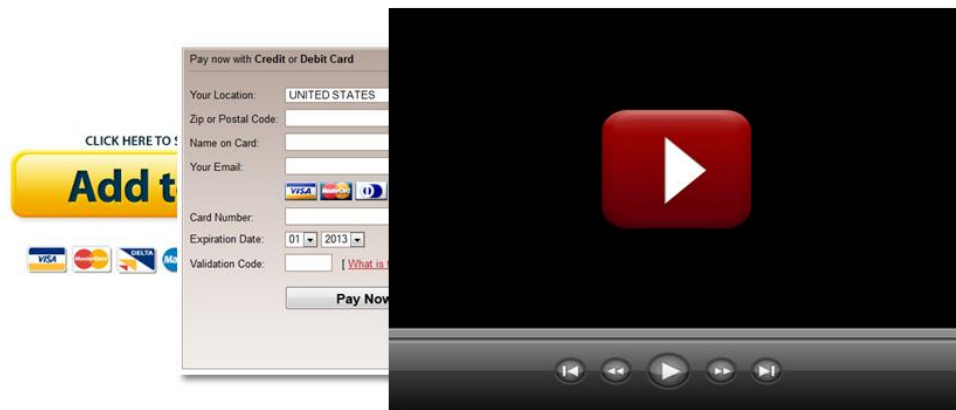 Pay now with Credit or Debit Card
Your Location: UNITED STATES
Zip or Postal Code:
CLICK HERE TO
Name on Card:
Your Email:
Add
VISA MasterCard
Card Number:
Expiration Date: 01 2013
VISA MasterCard DELTA
Validation Code: [ What is
Pay Now